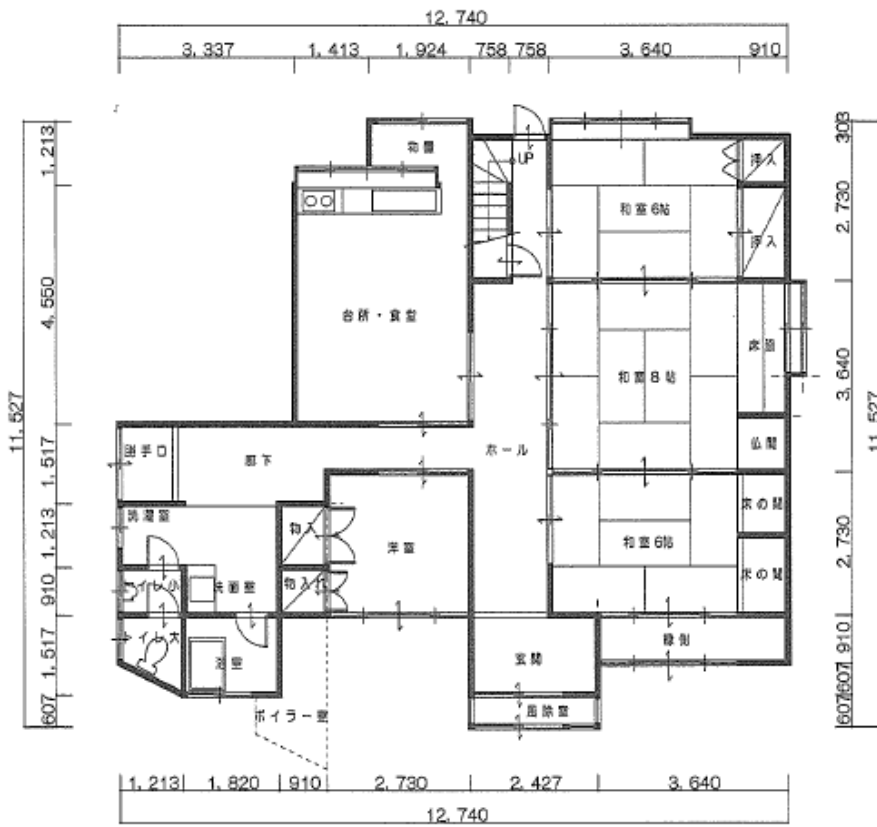 12,740
3,337 1,413 1,924 758 758 3,640 910
1,213
4,550
1,517
1,213
910
1,517
607
11,527
303
2,730
3,640
2,730
910
607
607
11,527
物置
UP
押入
和室6帖
押入
台所・食堂
和室8帖
床脇
勝手口
廊下
ホール
仏間
洗濯室
物入
洋室
床の間
和室6帖
トイレ小
洗面室
物入
床の間
トイレ大
浴室
玄関
縁側
ボイラー室
風除室
1,213 1,820 910 2,730 2,427 3,640
12,740